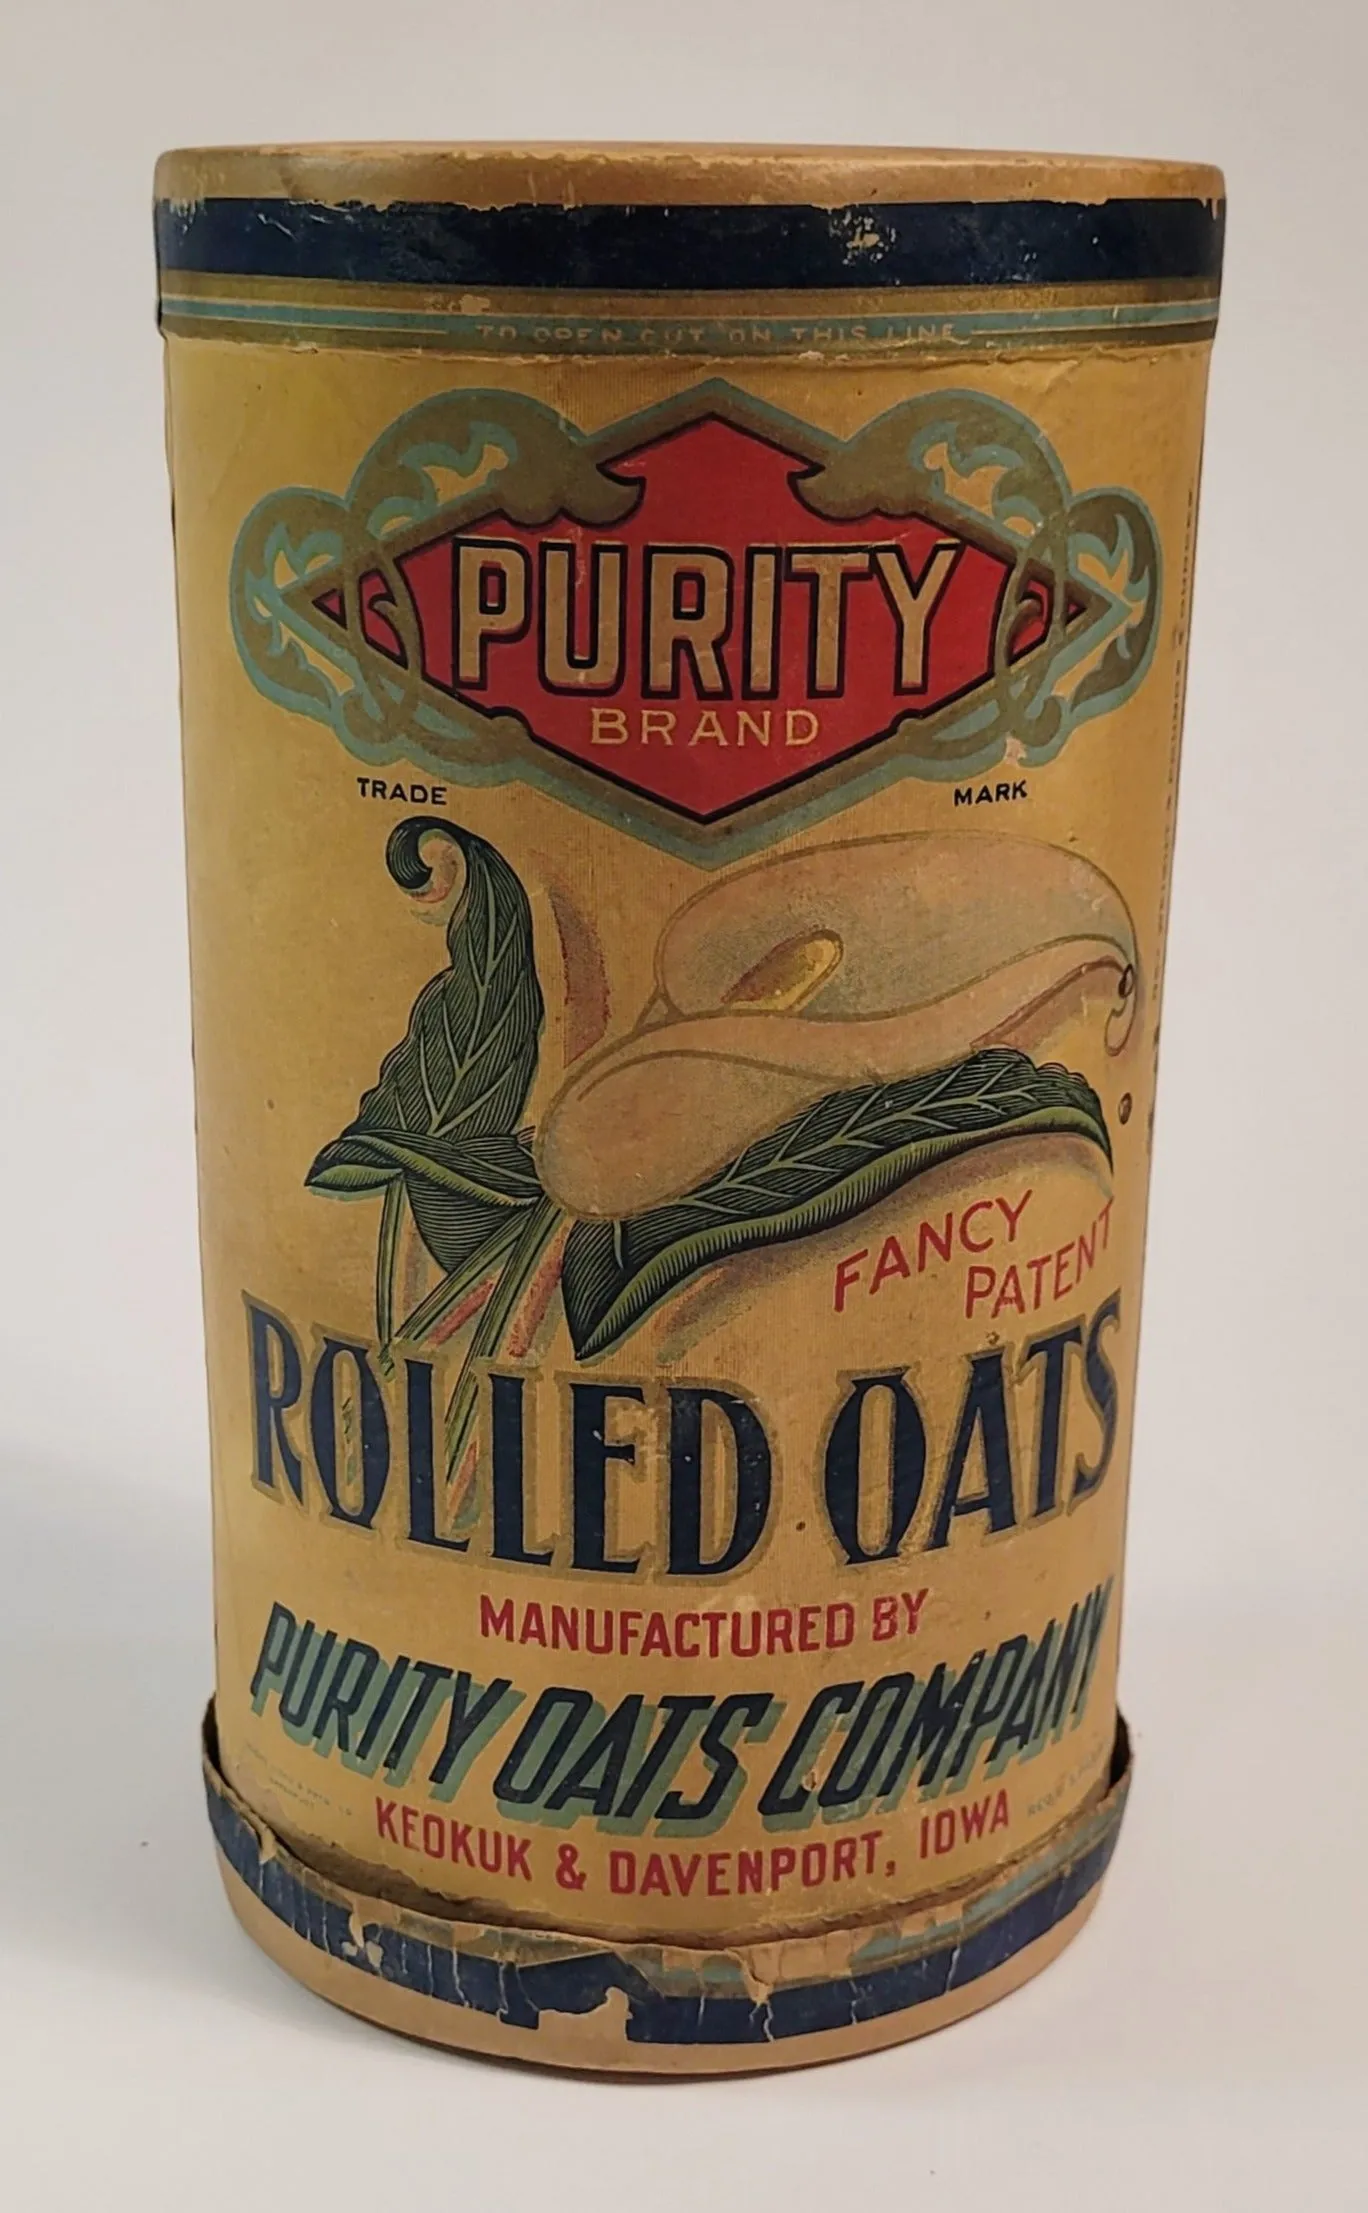 TO OPEN CUT ON THIS LINE
PURITY
BRAND
TRADE MARK
FANCY
PATENT
ROLLED OATS
MANUFACTURED BY
PURITY OATS COMPANY
KEOKUK & DAVENPORT, IOWA